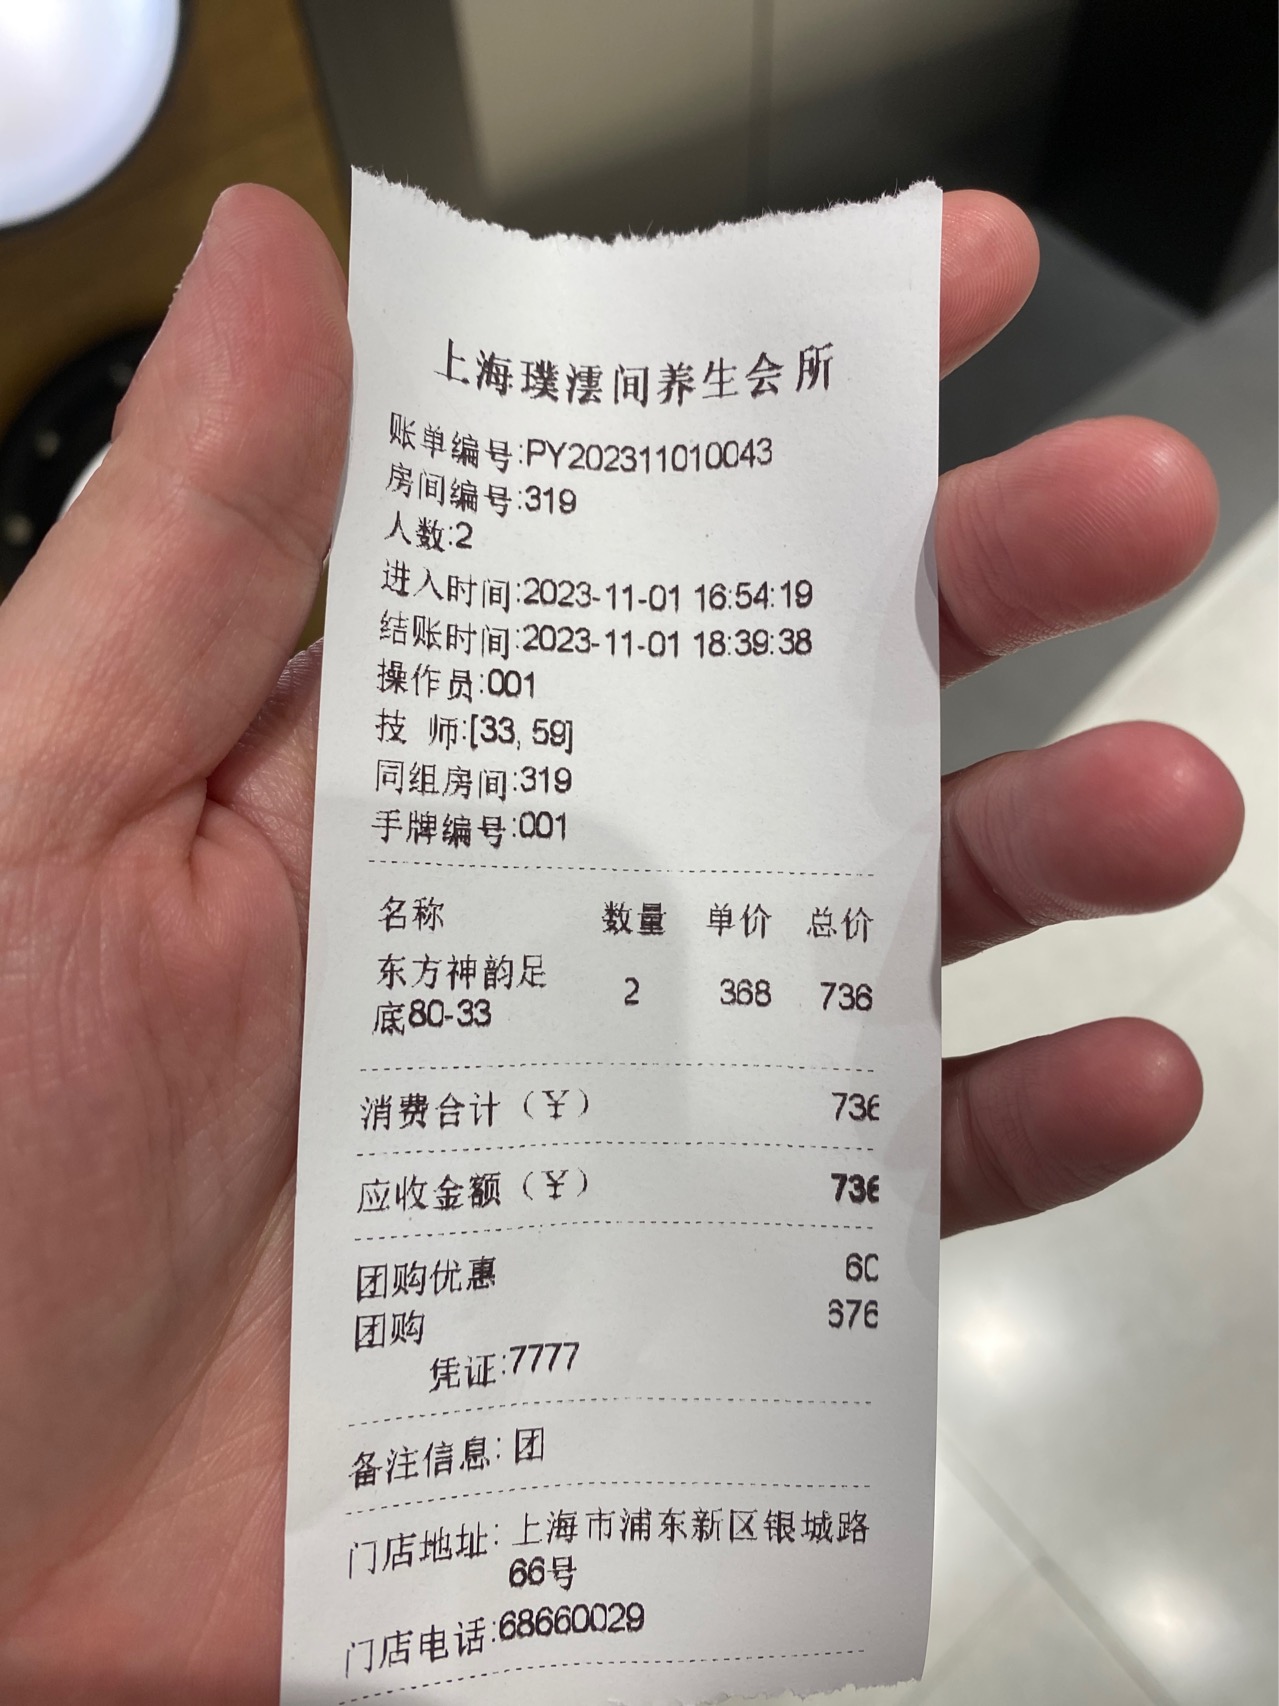 上海璞澐间养生会所
账单编号:PY202311010043
房间编号:319
人数:2
进入时间:2023-11-01 16:54:19
结账时间:2023-11-01 18:39:38
操作员:001
技 师:[33, 59]
同组房间:319
手牌编号:001
名称 数量 单价 总价
东方神韵足
底80-33 2 368 736
消费合计（¥） 736
应收金额（¥） 736
团购优惠 60
团购 676
凭证:7777
备注信息: 团
门店地址: 上海市浦东新区银城路
66号
门店电话:68660029